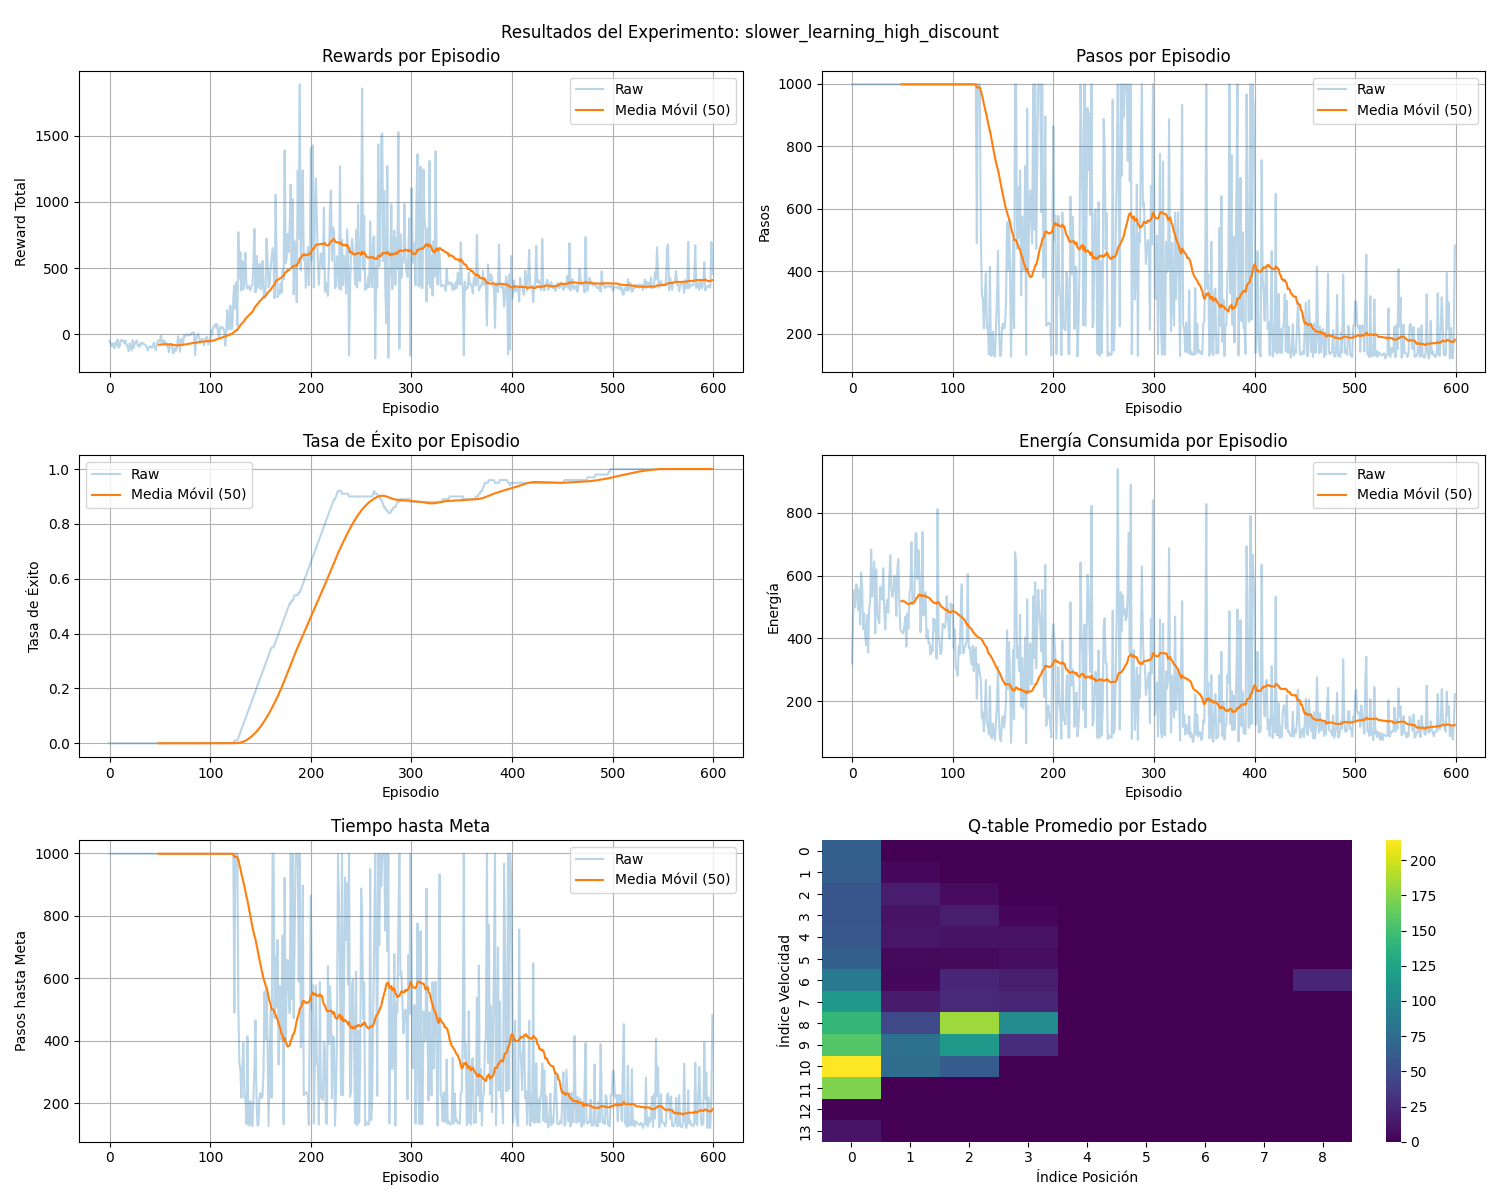 Resultados del Experimento: slower_learning_high_discount
Rewards por Episodio
Reward Total
1500
1000
500
0
Raw
Media Móvil (50)
0 100 200 300 400 500 600
Episodio
Pasos por Episodio
Pasos
1000
800
600
400
200
Raw
Media Móvil (50)
0 100 200 300 400 500 600
Episodio
Tasa de Éxito por Episodio
Tasa de Éxito
1.0
0.8
0.6
0.4
0.2
0.0
Raw
Media Móvil (50)
0 100 200 300 400 500 600
Episodio
Energía Consumida por Episodio
Energía
800
600
400
200
Raw
Media Móvil (50)
0 100 200 300 400 500 600
Episodio
Tiempo hasta Meta
Pasos hasta Meta
1000
800
600
400
200
Raw
Media Móvil (50)
0 100 200 300 400 500 600
Episodio
Q-table Promedio por Estado
Índice Velocidad
0
1
2
3
4
5
6
7
8
9
10
11
12
13
0 1 2 3 4 5 6 7 8
Índice Posición
200
175
150
125
100
75
50
25
0